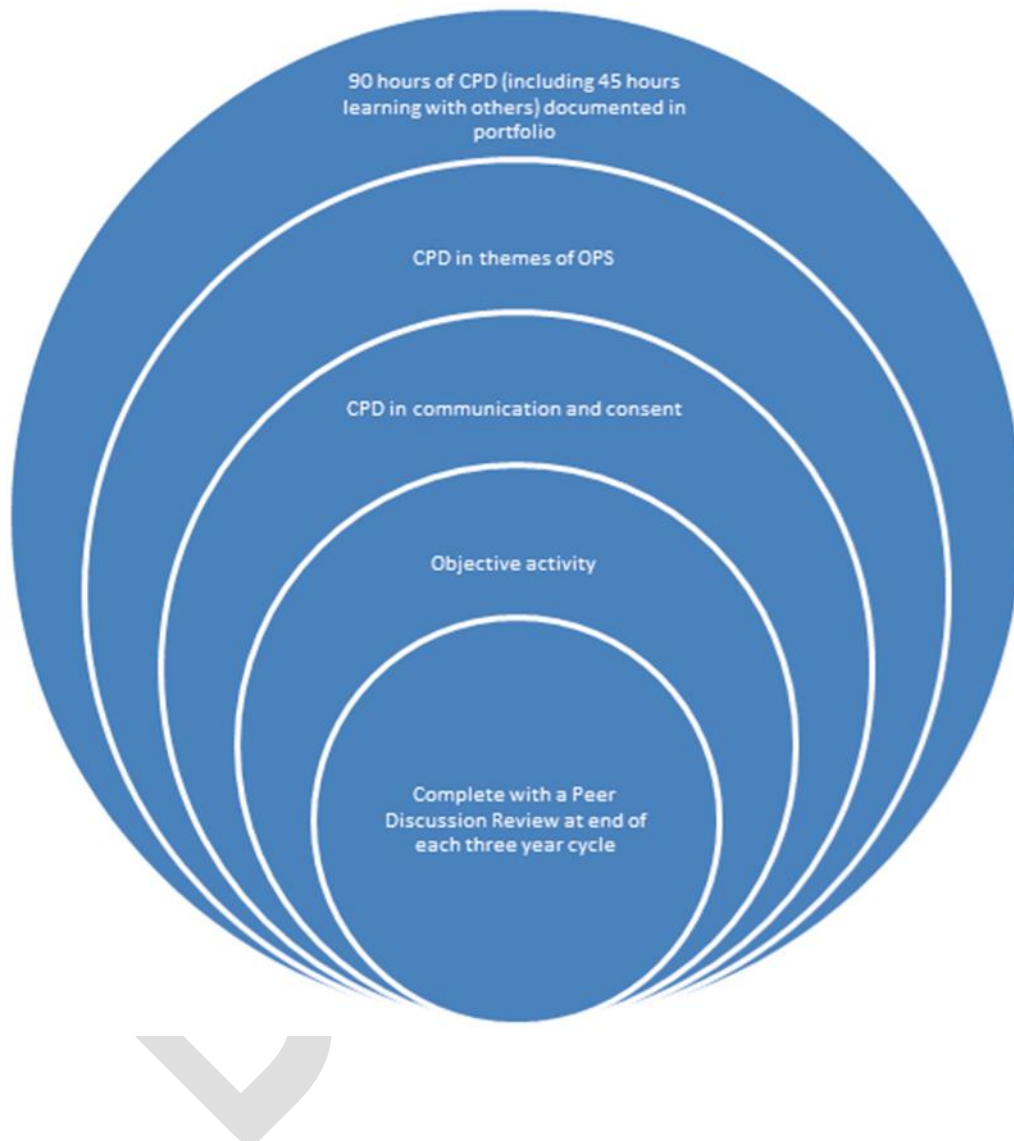 90 hours of CPD (including 45 hours
learning with others) documented in
portfolio
CPD in themes of OPS
CPD in communication and consent
Objective activity
Complete with a Peer
Discussion Review at end of
each three year cycle